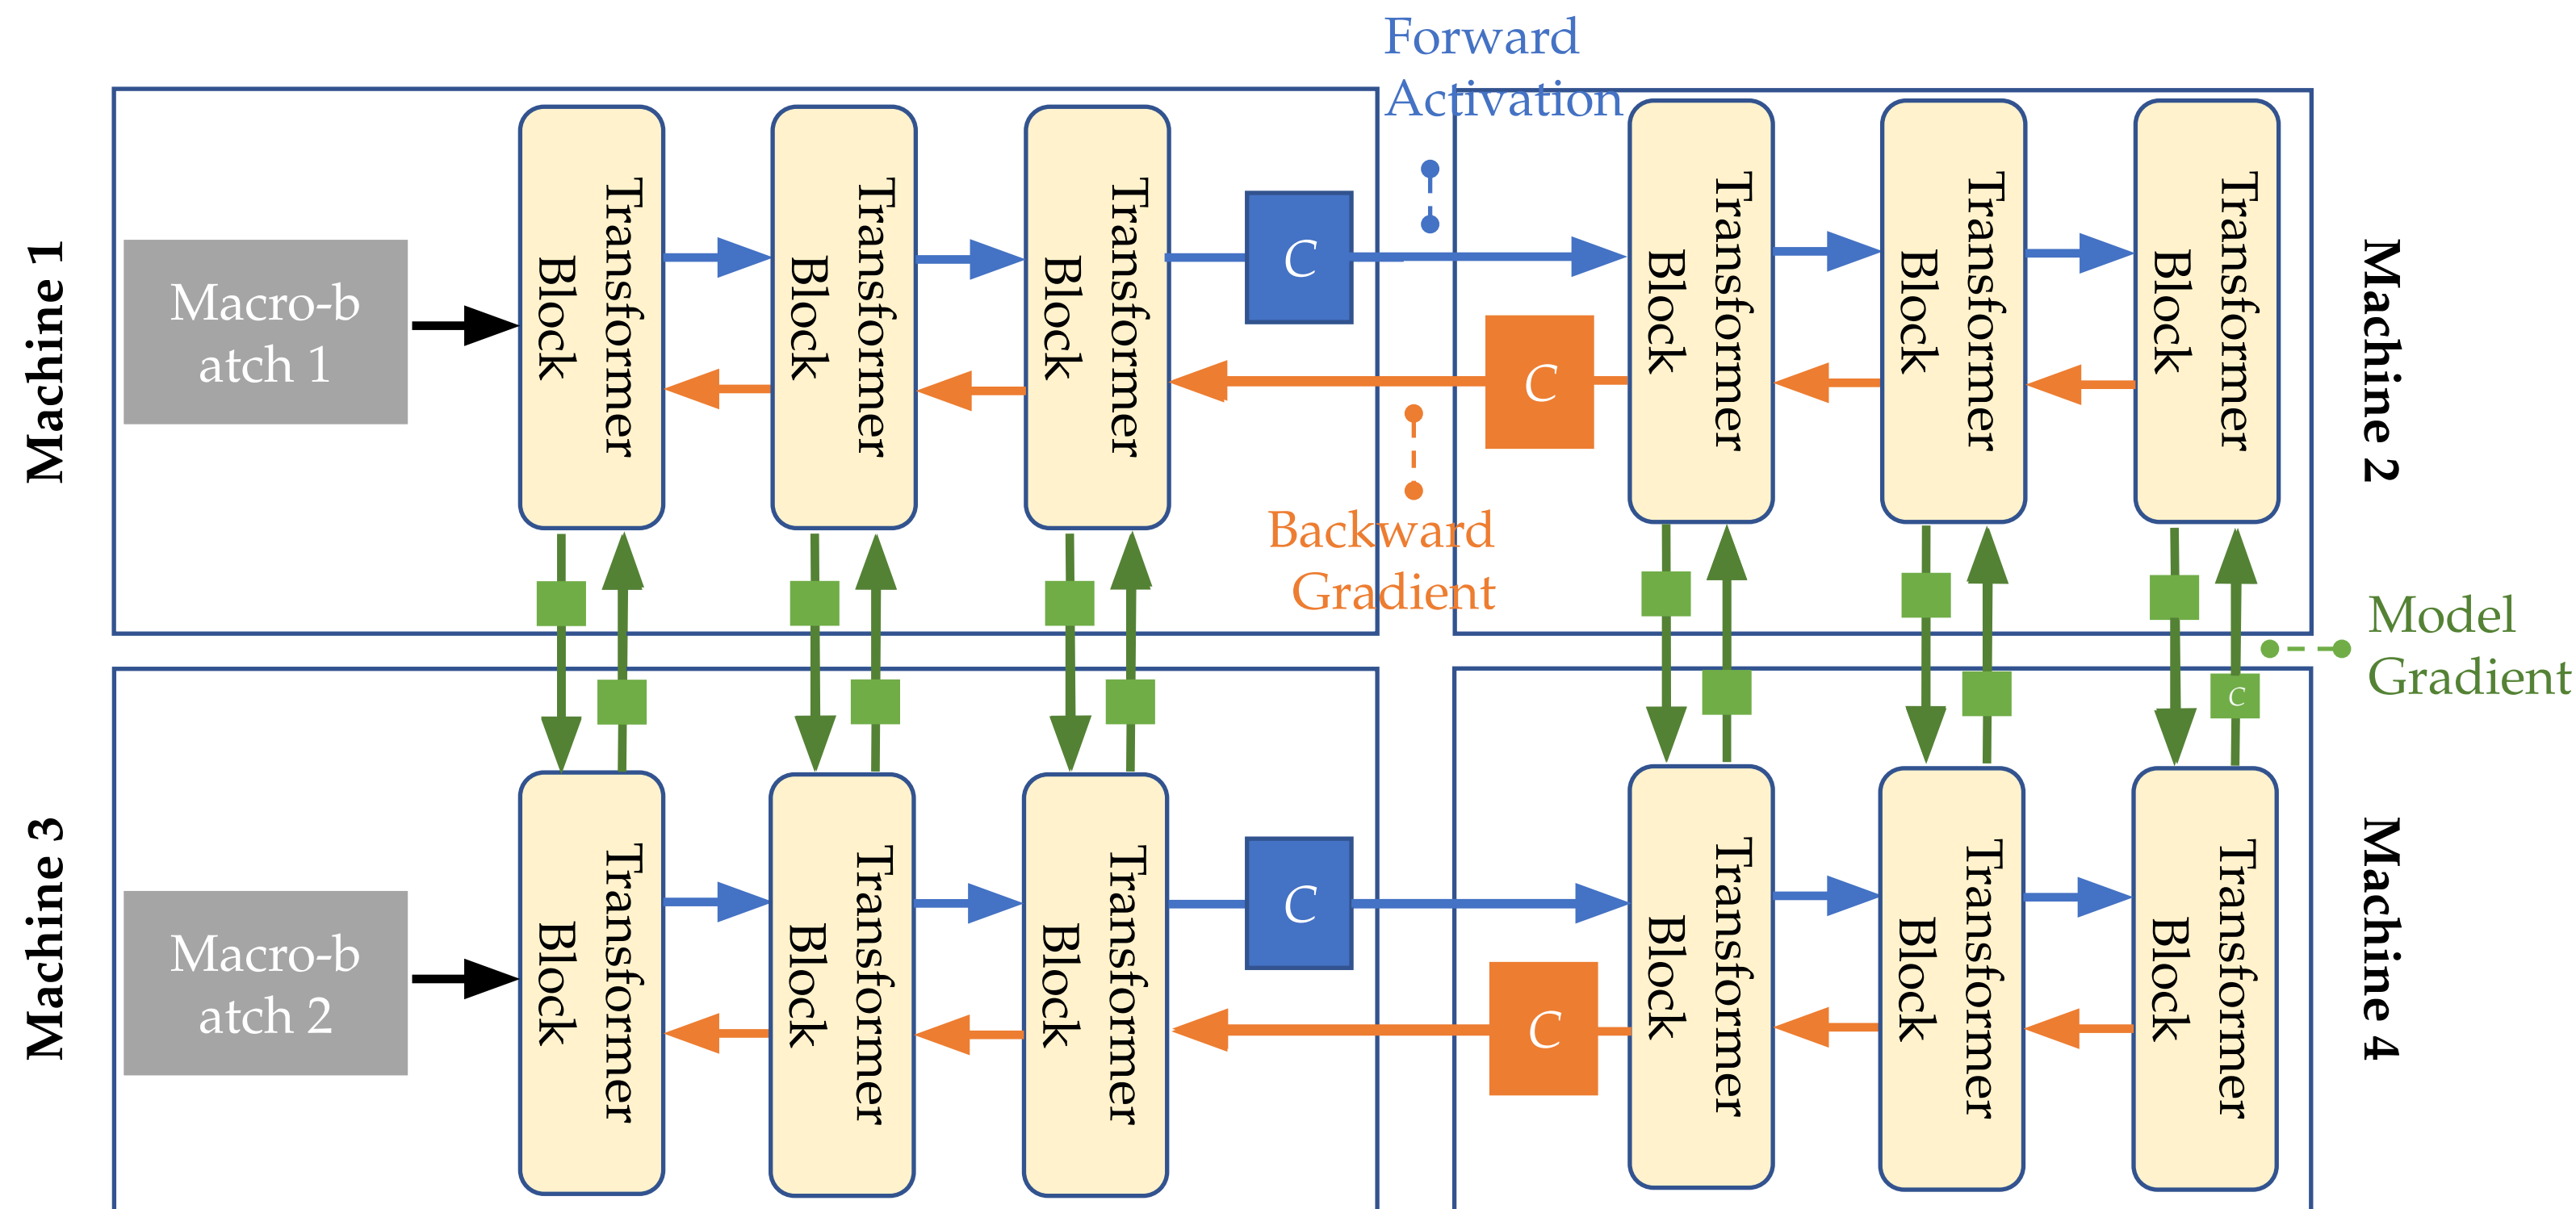 Forward
Activation
Machine 1
Macro-b
atch 1
Transformer
Block
Transformer
Block
Transformer
Block
C
C
Transformer
Block
Transformer
Block
Transformer
Block
Machine 2
Backward
Gradient
Model
Gradient
C
Machine 3
Macro-b
atch 2
Transformer
Block
Transformer
Block
Transformer
Block
C
C
Transformer
Block
Transformer
Block
Transformer
Block
Machine 4